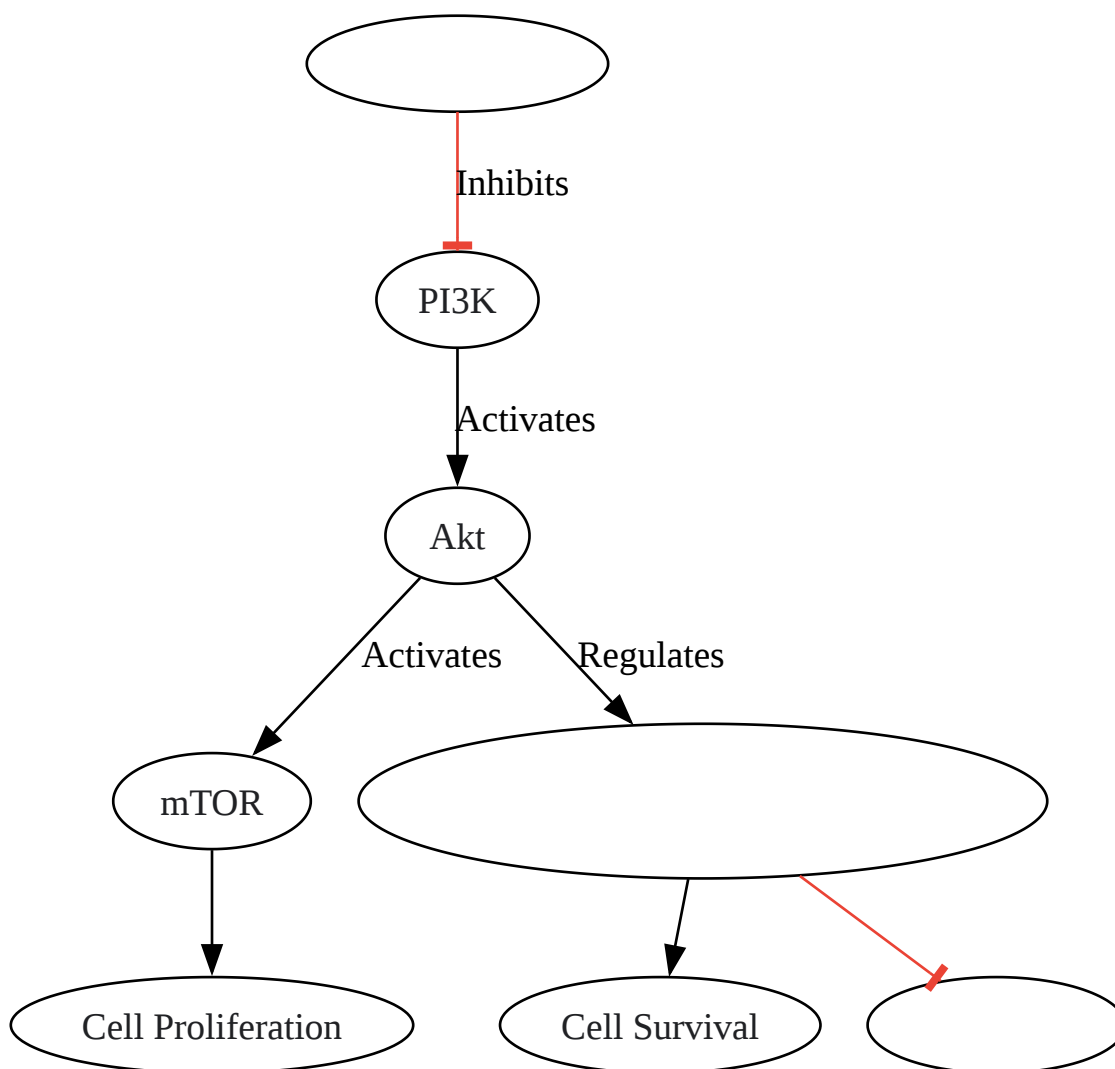 Inhibits
PI3K
Activates
Akt
Activates
Regulates
mTOR
Cell Proliferation
Cell Survival